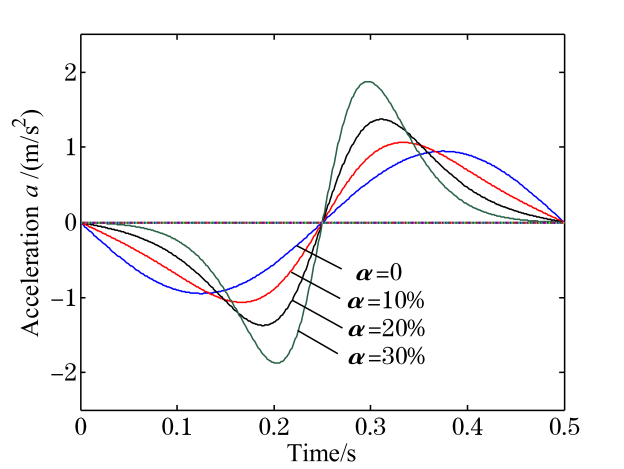 Acceleration a /(m/s²)
2
1
0
−1
−2
α=0
α=10%
α=20%
α=30%
0 0.1 0.2 0.3 0.4 0.5
Time/s